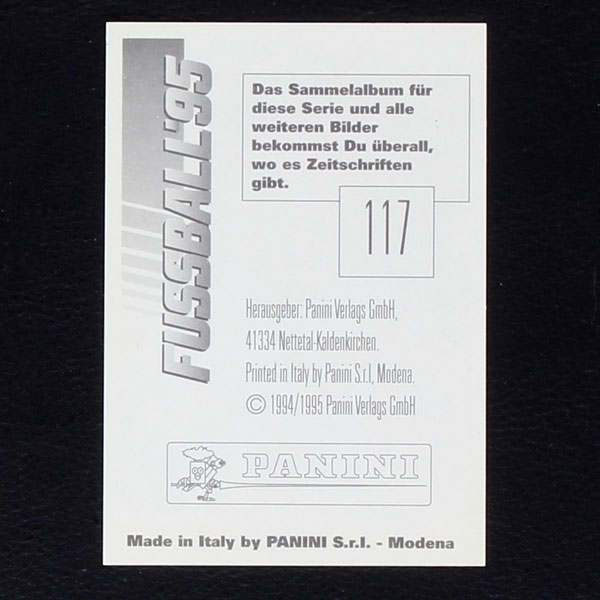 FUSSBALL'95
Das Sammelalbum für
diese Serie und alle
weiteren Bilder
bekommst Du überall,
wo es Zeitschriften
gibt.
117
Herausgeber: Panini Verlags GmbH,
41334 Nettetal-Kaldenkirchen.
Printed in Italy by Panini S.r.l, Modena.
© 1994/1995 Panini Verlags GmbH
PANINI
Made in Italy by PANINI S.r.l. - Modena